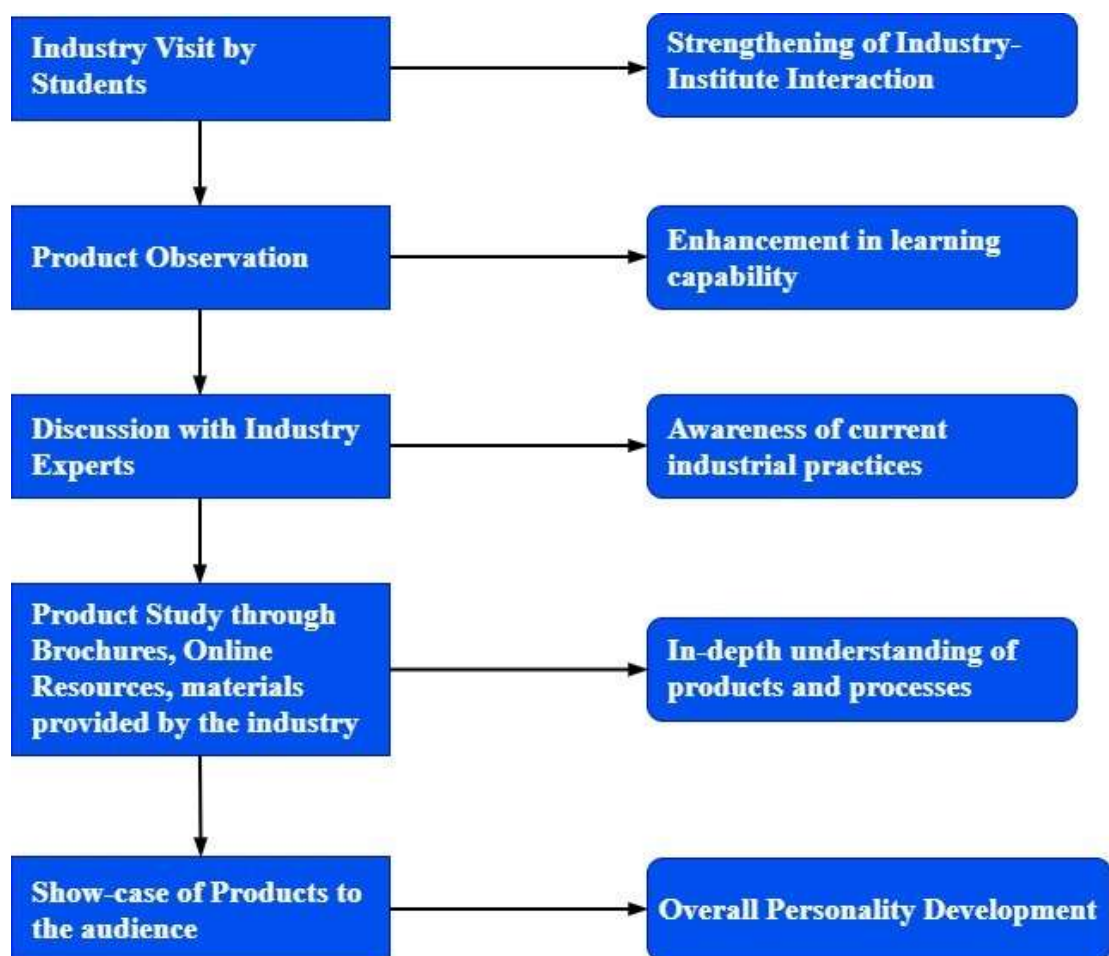 Industry Visit by
Students
Strengthening of Industry-
Institute Interaction
Product Observation
Enhancement in learning
capability
Discussion with Industry
Experts
Awareness of current
industrial practices
Product Study through
Brochures, Online
Resources, materials
provided by the industry
In-depth understanding of
products and processes
Show-case of Products to
the audience
Overall Personality Development